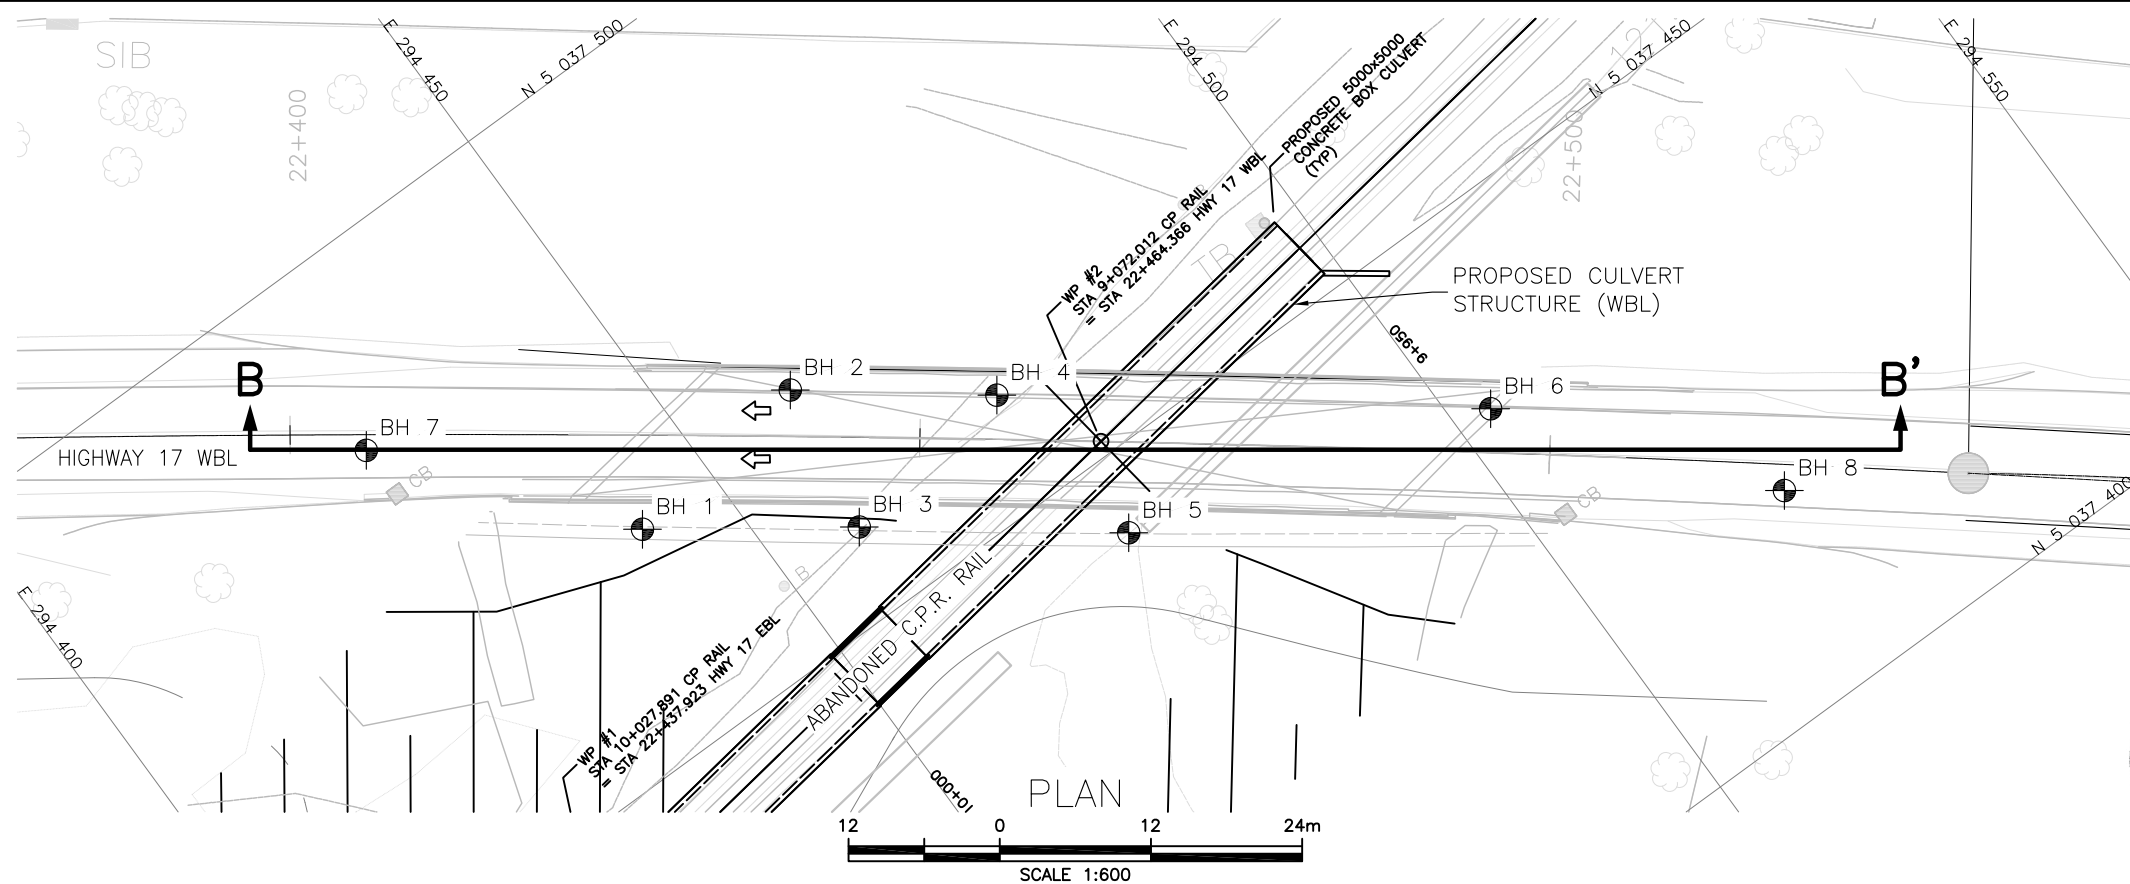 E 294 450
N 5 037 500
E 294 500
N 5 037 450
E 294 550
SIB
22+400
12
22+500
PROPOSED 5000x5000
CONCRETE BOX CULVERT
(TYP)
WP #2
STA 9+072.012 CP RAIL
= STA 22+464.366 HWY 17 WBL
TB
PROPOSED CULVERT
STRUCTURE (WBL)
9+950
B
B'
BH 2
BH 4
BH 6
BH 7
HIGHWAY 17 WBL
CB
BH 8
BH 1
BH 3
BH 5
CB
N 5 037 400
B
E 294 400
ABANDONED C.P.R. RAIL
WP #1
STA 10+027.891 CP RAIL
= STA 22+437.923 HWY 17 EBL
10+000
PLAN
12 0 12 24m
SCALE 1:600